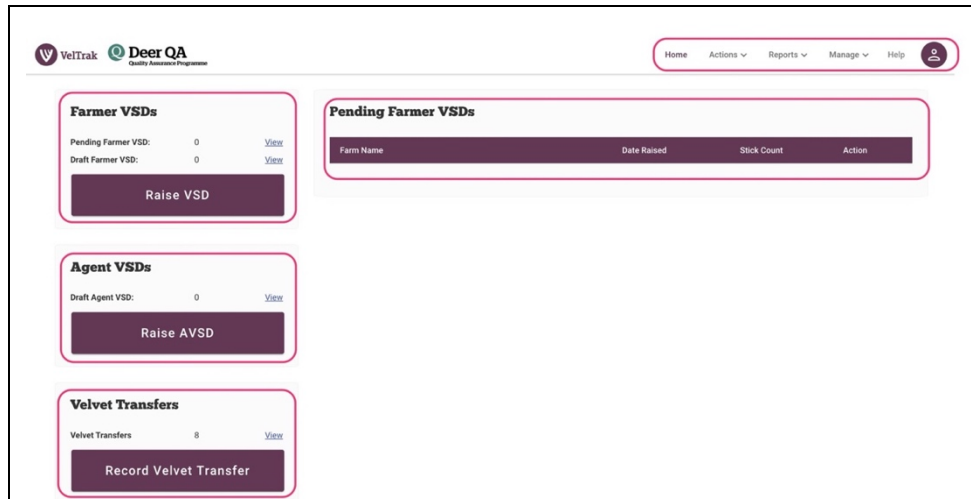 VelTrak Deer QA Home Actions Reports Manage Help
Quality Assurance Programme
Farmer VSDs
Pending Farmer VSD: 0 View
Draft Farmer VSD: 0 View
Raise VSD
Pending Farmer VSDs
Farm Name Date Raised Stick Count Action
Agent VSDs
Draft Agent VSD: 0 View
Raise AVSD
Velvet Transfers
Velvet Transfers 8 View
Record Velvet Transfer